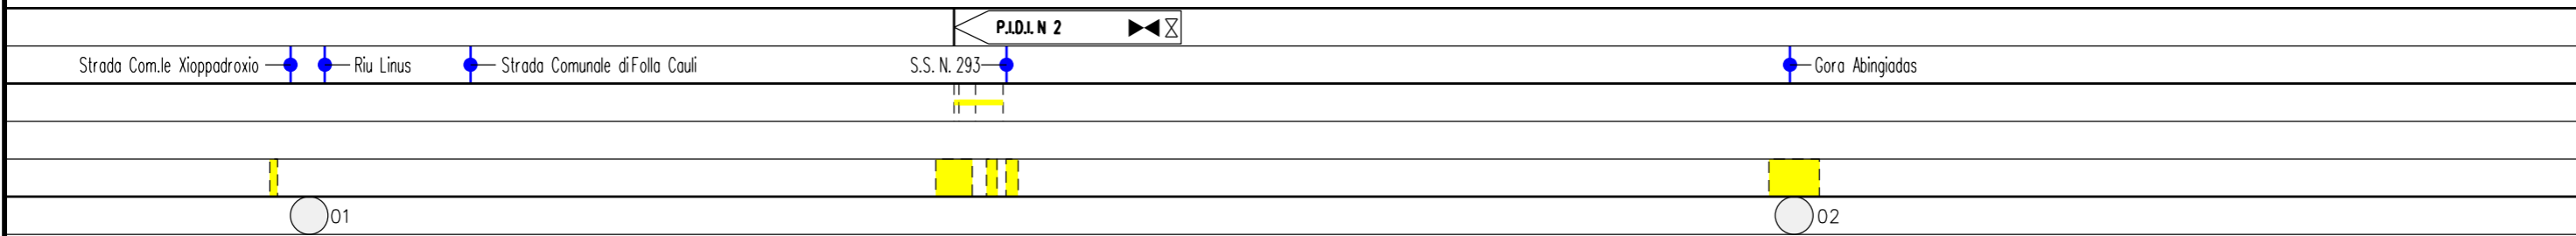 P.I.D.I. N 2
Strada Com.le Xioppadroxio
Riu Linus
Strada Comunale di Folla Cauli
S.S. N. 293
Gora Abingiadas
01
02